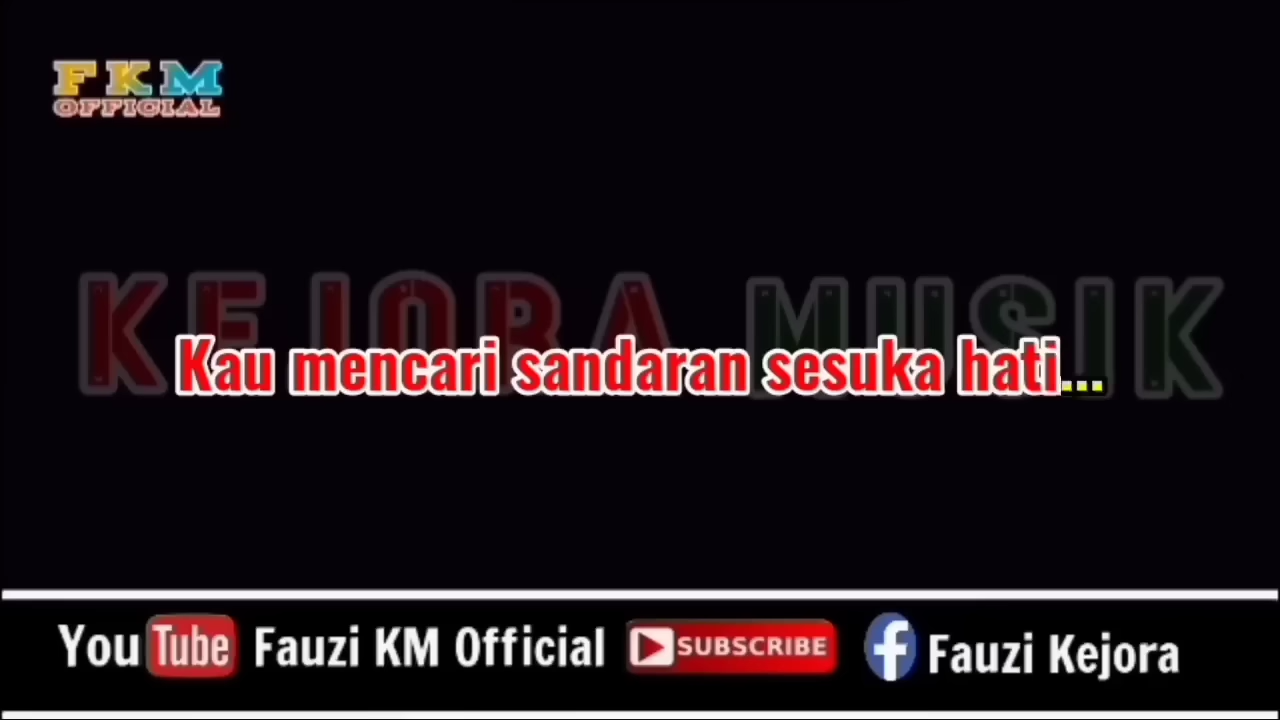 FKM
OFFICIAL
KEJORA MUSIK
Kau mencari sandaran sesuka hati...
YouTube Fauzi KM Official SUBSCRIBE f Fauzi Kejora